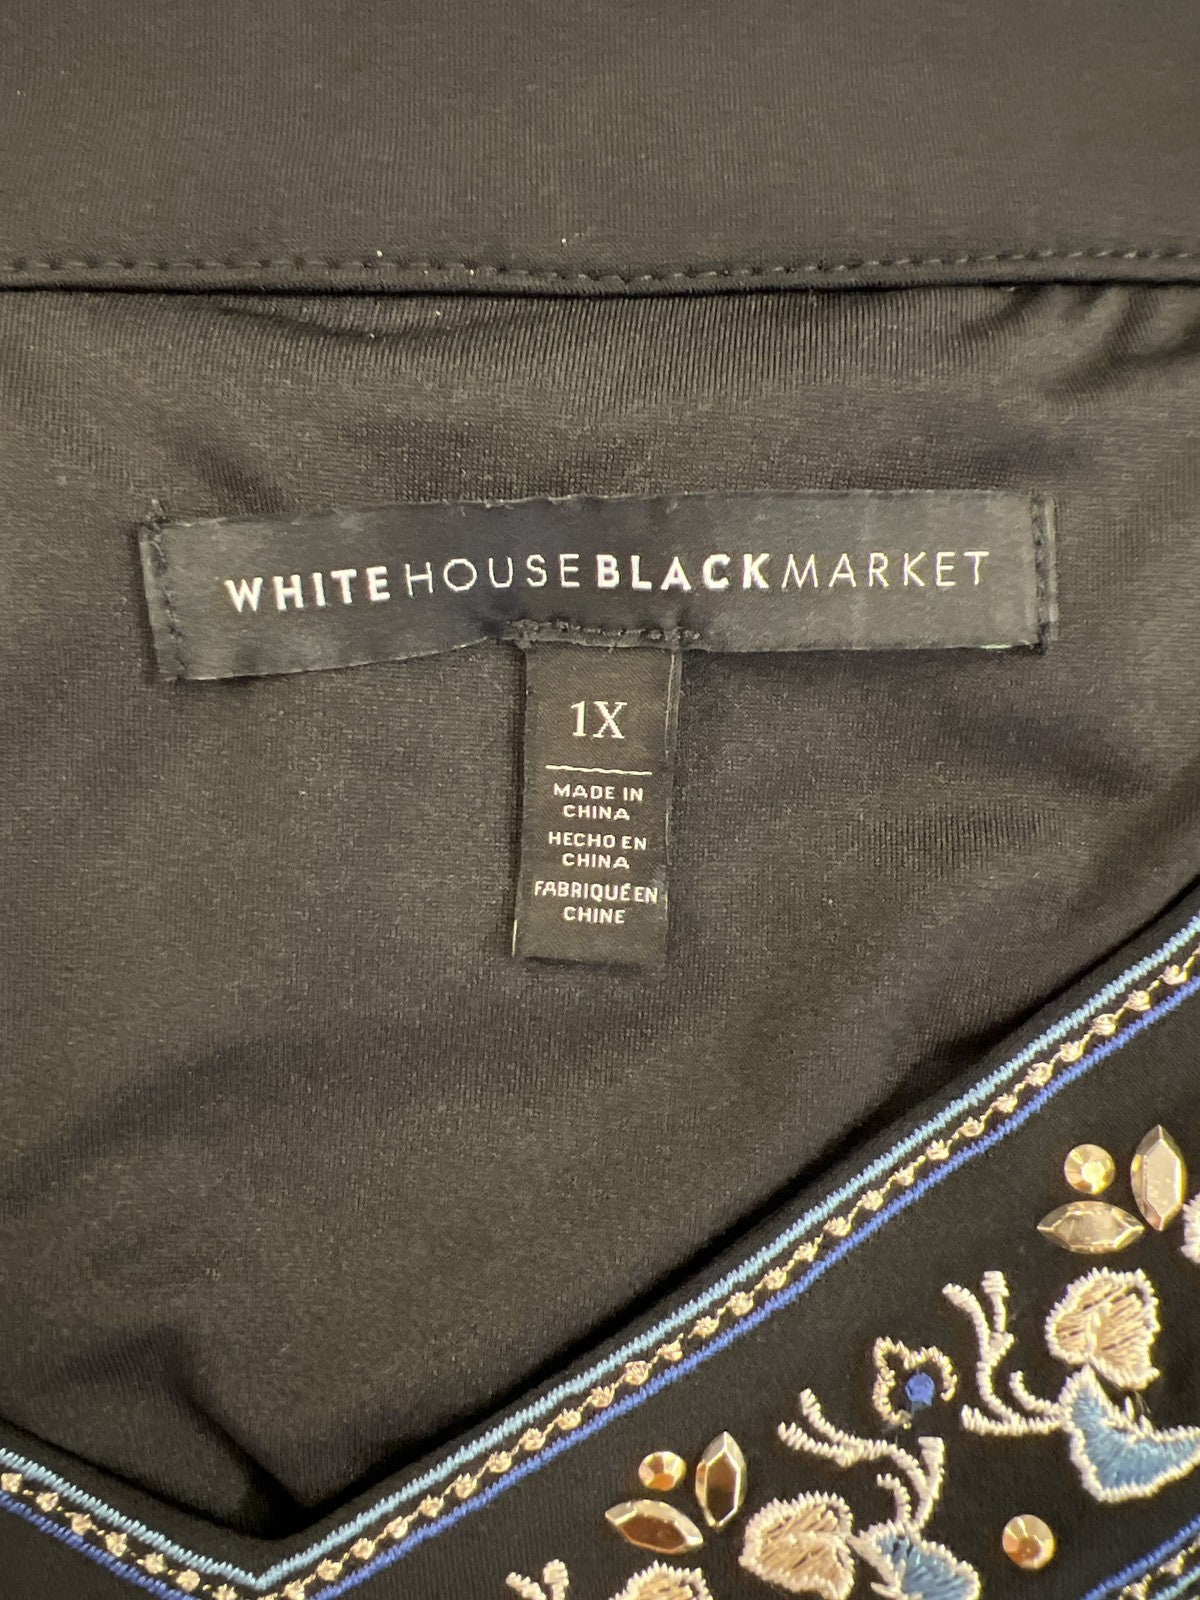 WHITEHOUSEBLACKMARKET
1X
MADE IN
CHINA
HECHO EN
CHINA
FABRIQUÉ EN
CHINE